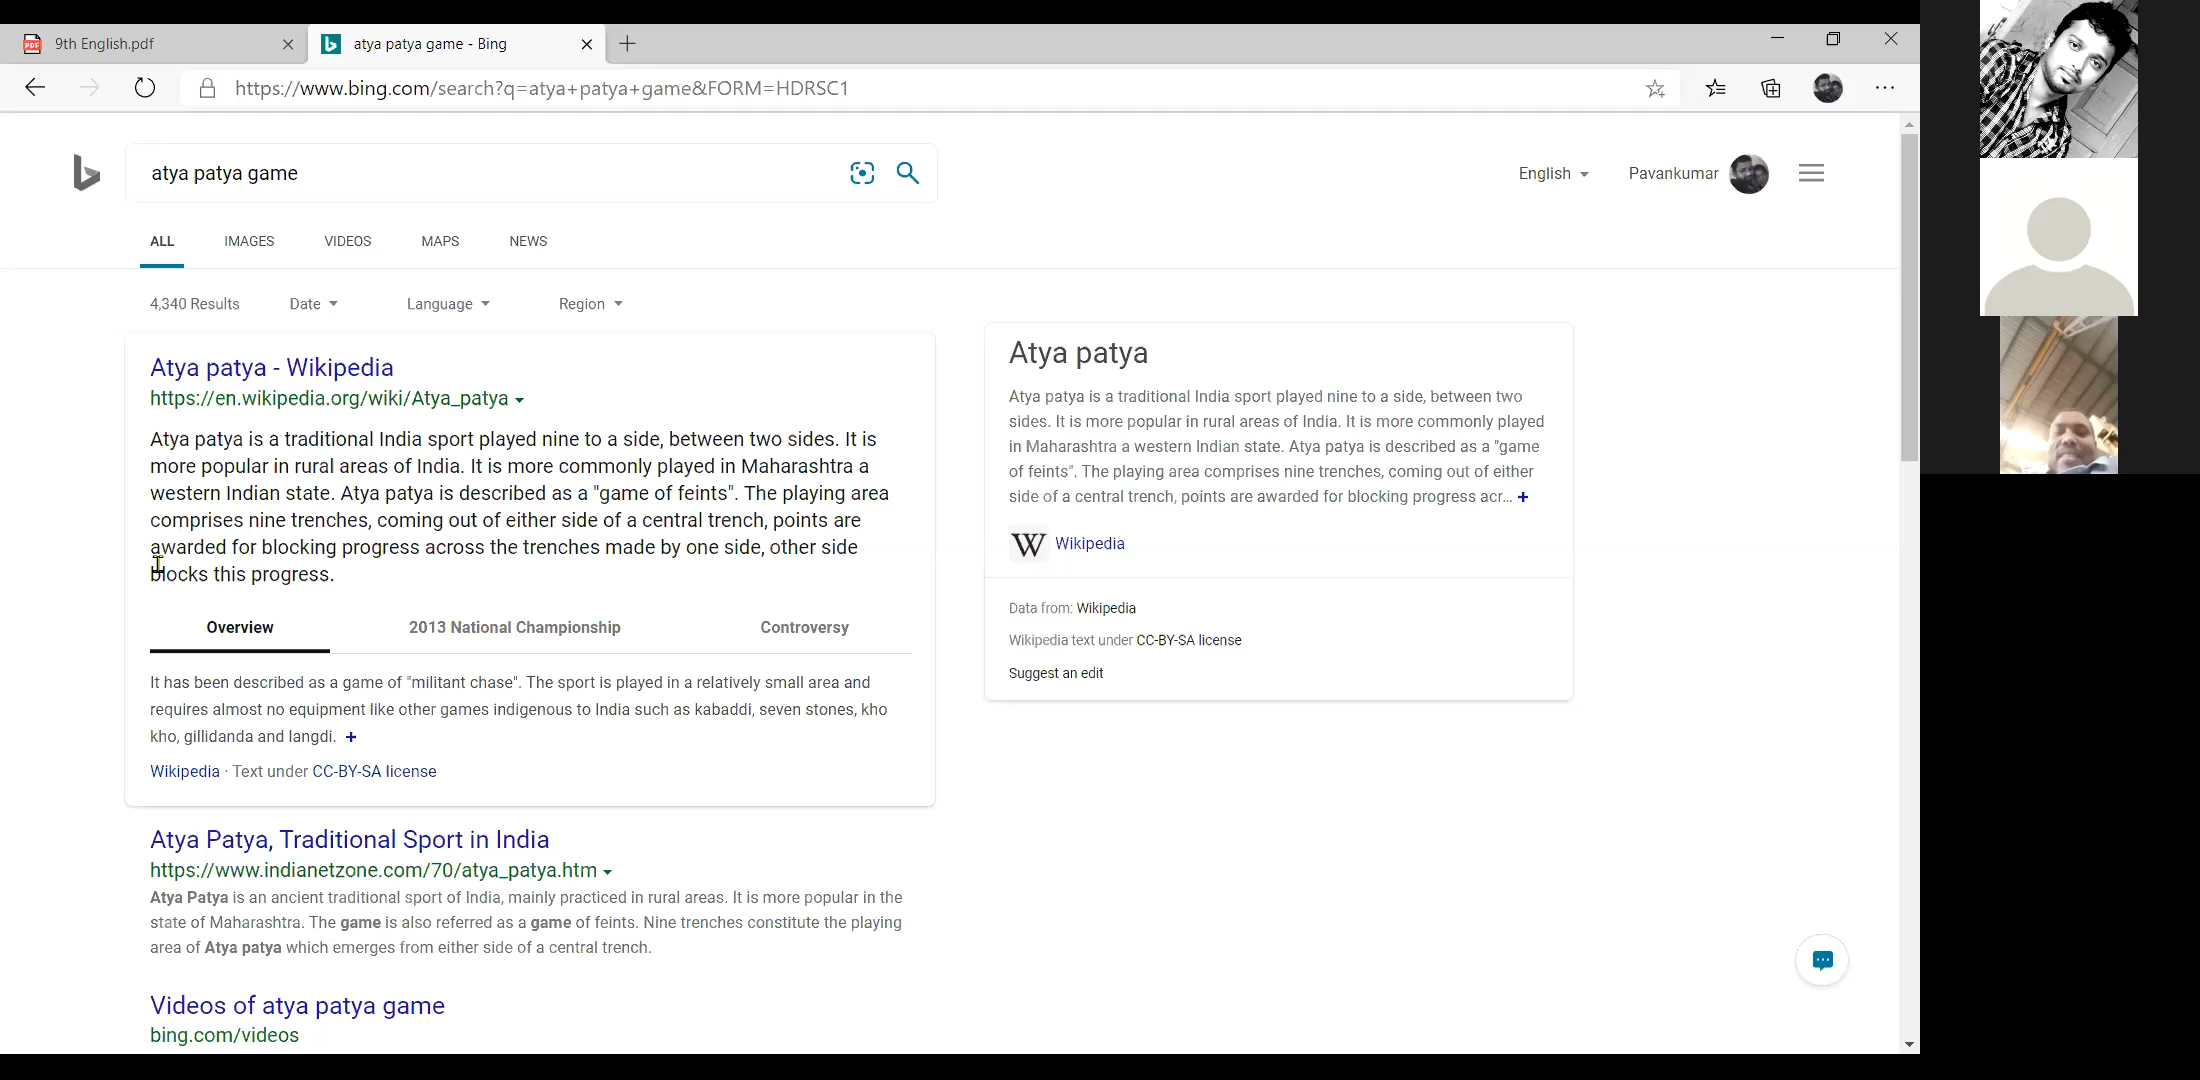 9th English.pdf
atya patya game - Bing
https://www.bing.com/search?q=atya+patya+game&FORM=HDRSC1
atya patya game
English
Pavankumar
ALL IMAGES VIDEOS MAPS NEWS
4,340 Results Date Language Region
Atya patya - Wikipedia
https://en.wikipedia.org/wiki/Atya_patya
Atya patya is a traditional India sport played nine to a side, between two sides. It is
more popular in rural areas of India. It is more commonly played in Maharashtra a
western Indian state. Atya patya is described as a "game of feints". The playing area
comprises nine trenches, coming out of either side of a central trench, points are
awarded for blocking progress across the trenches made by one side, other side
blocks this progress.
Overview 2013 National Championship Controversy
It has been described as a game of "militant chase". The sport is played in a relatively small area and
requires almost no equipment like other games indigenous to India such as kabaddi, seven stones, kho
kho, gillidanda and langdi. +
Wikipedia · Text under CC-BY-SA license
Atya Patya, Traditional Sport in India
https://www.indianetzone.com/70/atya_patya.htm
Atya Patya is an ancient traditional sport of India, mainly practiced in rural areas. It is more popular in the
state of Maharashtra. The game is also referred as a game of feints. Nine trenches constitute the playing
area of Atya patya which emerges from either side of a central trench.
Videos of atya patya game
bing.com/videos
Atya patya
Atya patya is a traditional India sport played nine to a side, between two
sides. It is more popular in rural areas of India. It is more commonly played
in Maharashtra a western Indian state. Atya patya is described as a "game
of feints". The playing area comprises nine trenches, coming out of either
side of a central trench, points are awarded for blocking progress acr... +
W Wikipedia
Data from: Wikipedia
Wikipedia text under CC-BY-SA license
Suggest an edit